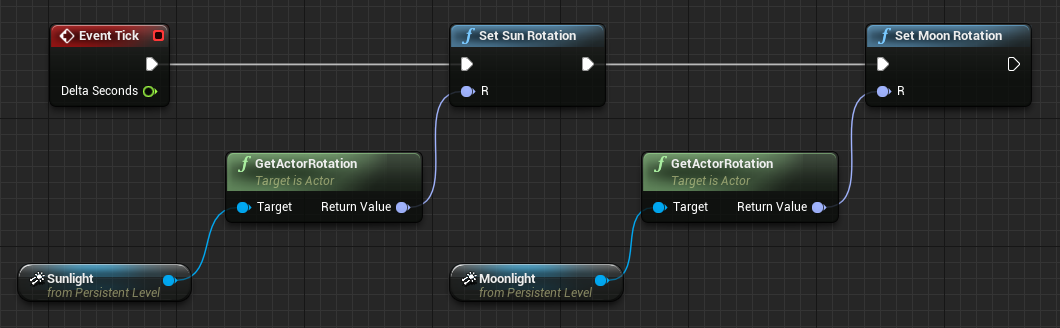 Event Tick
Delta Seconds
Set Sun Rotation
R
Set Moon Rotation
R
GetActorRotation
Target is Actor
Target Return Value
GetActorRotation
Target is Actor
Target Return Value
Sunlight
from Persistent Level
Moonlight
from Persistent Level